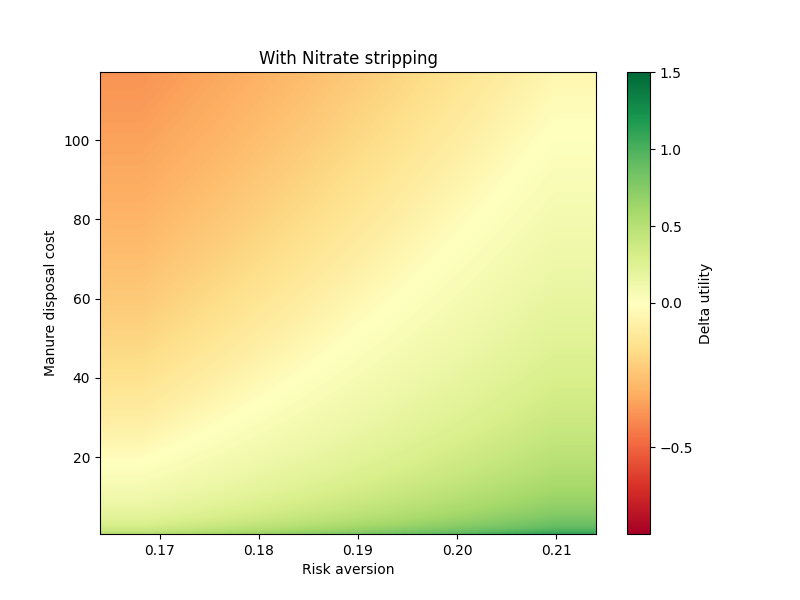 With Nitrate stripping
100
80
60
40
20
Manure disposal cost
0.17 0.18 0.19 0.20 0.21
Risk aversion
1.5
1.0
0.5
0.0
−0.5
Delta utility